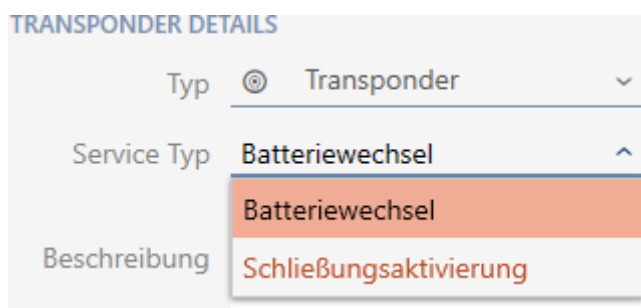 TRANSPONDER DETAILS
Typ Transponder
Service Typ Batteriewechsel
Batteriewechsel
Beschreibung Schließungsaktivierung